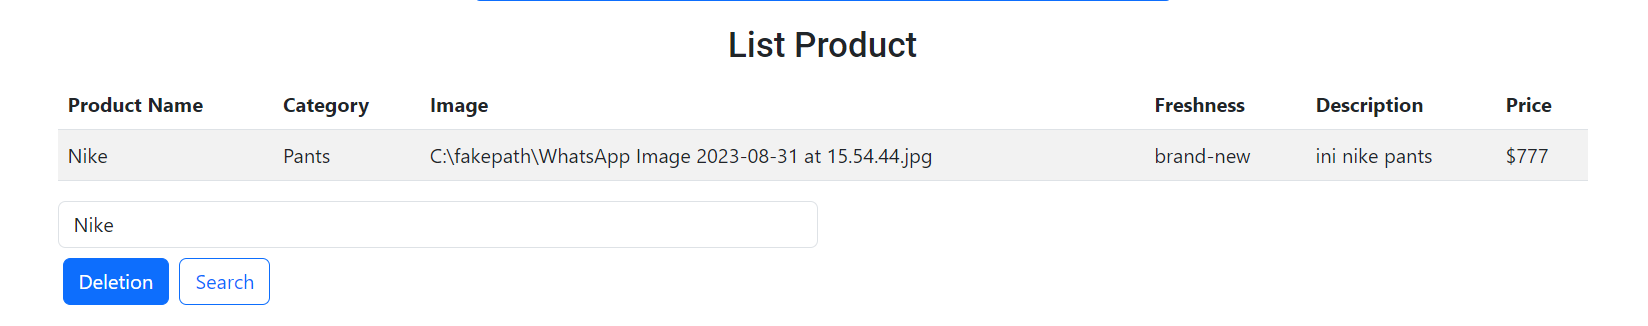 List Product
Product Name Category Image Freshness Description Price
Nike Pants C:\fakepath\WhatsApp Image 2023-08-31 at 15.54.44.jpg brand-new ini nike pants $777
Nike
Deletion Search